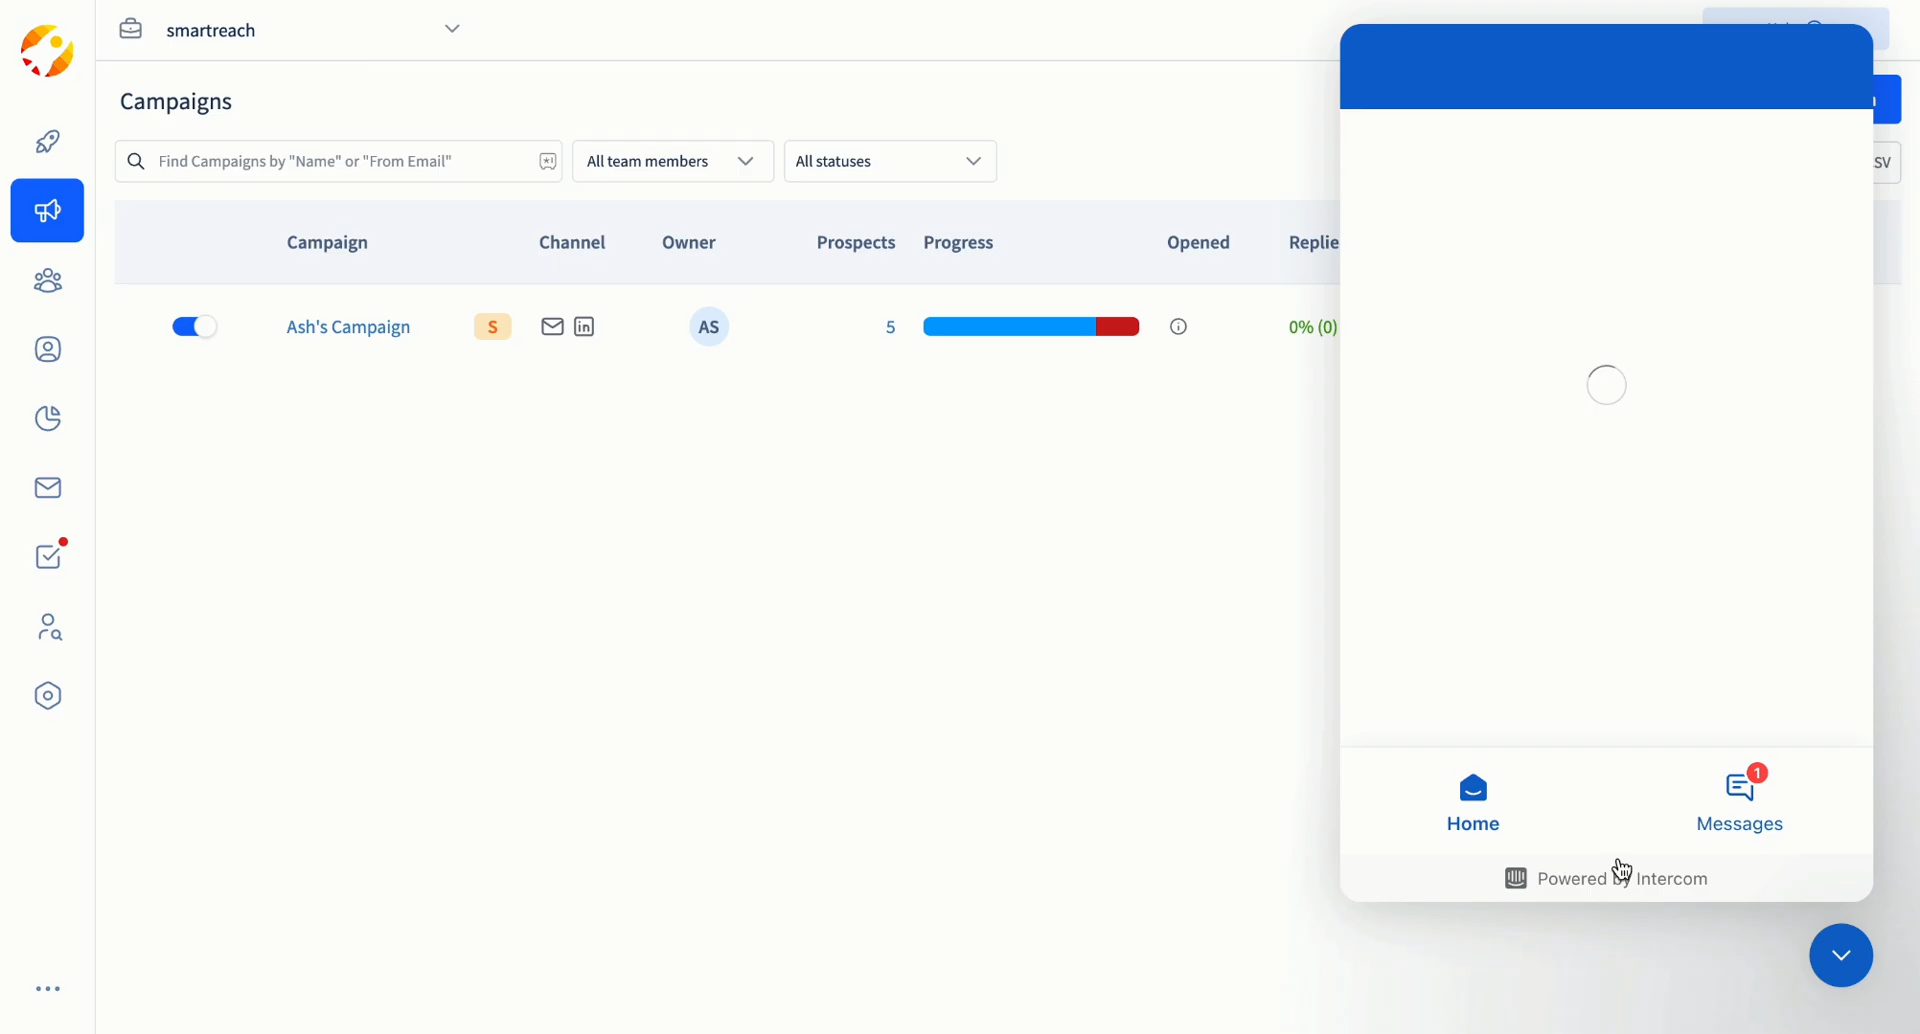 smartreach
Campaigns
Find Campaigns by "Name" or "From Email"
All team members
All statuses
SV
Campaign
Channel
Owner
Prospects
Progress
Opened
Replie
Ash's Campaign
S
AS
5
0% (0)
1
Home
Messages
Powered by Intercom